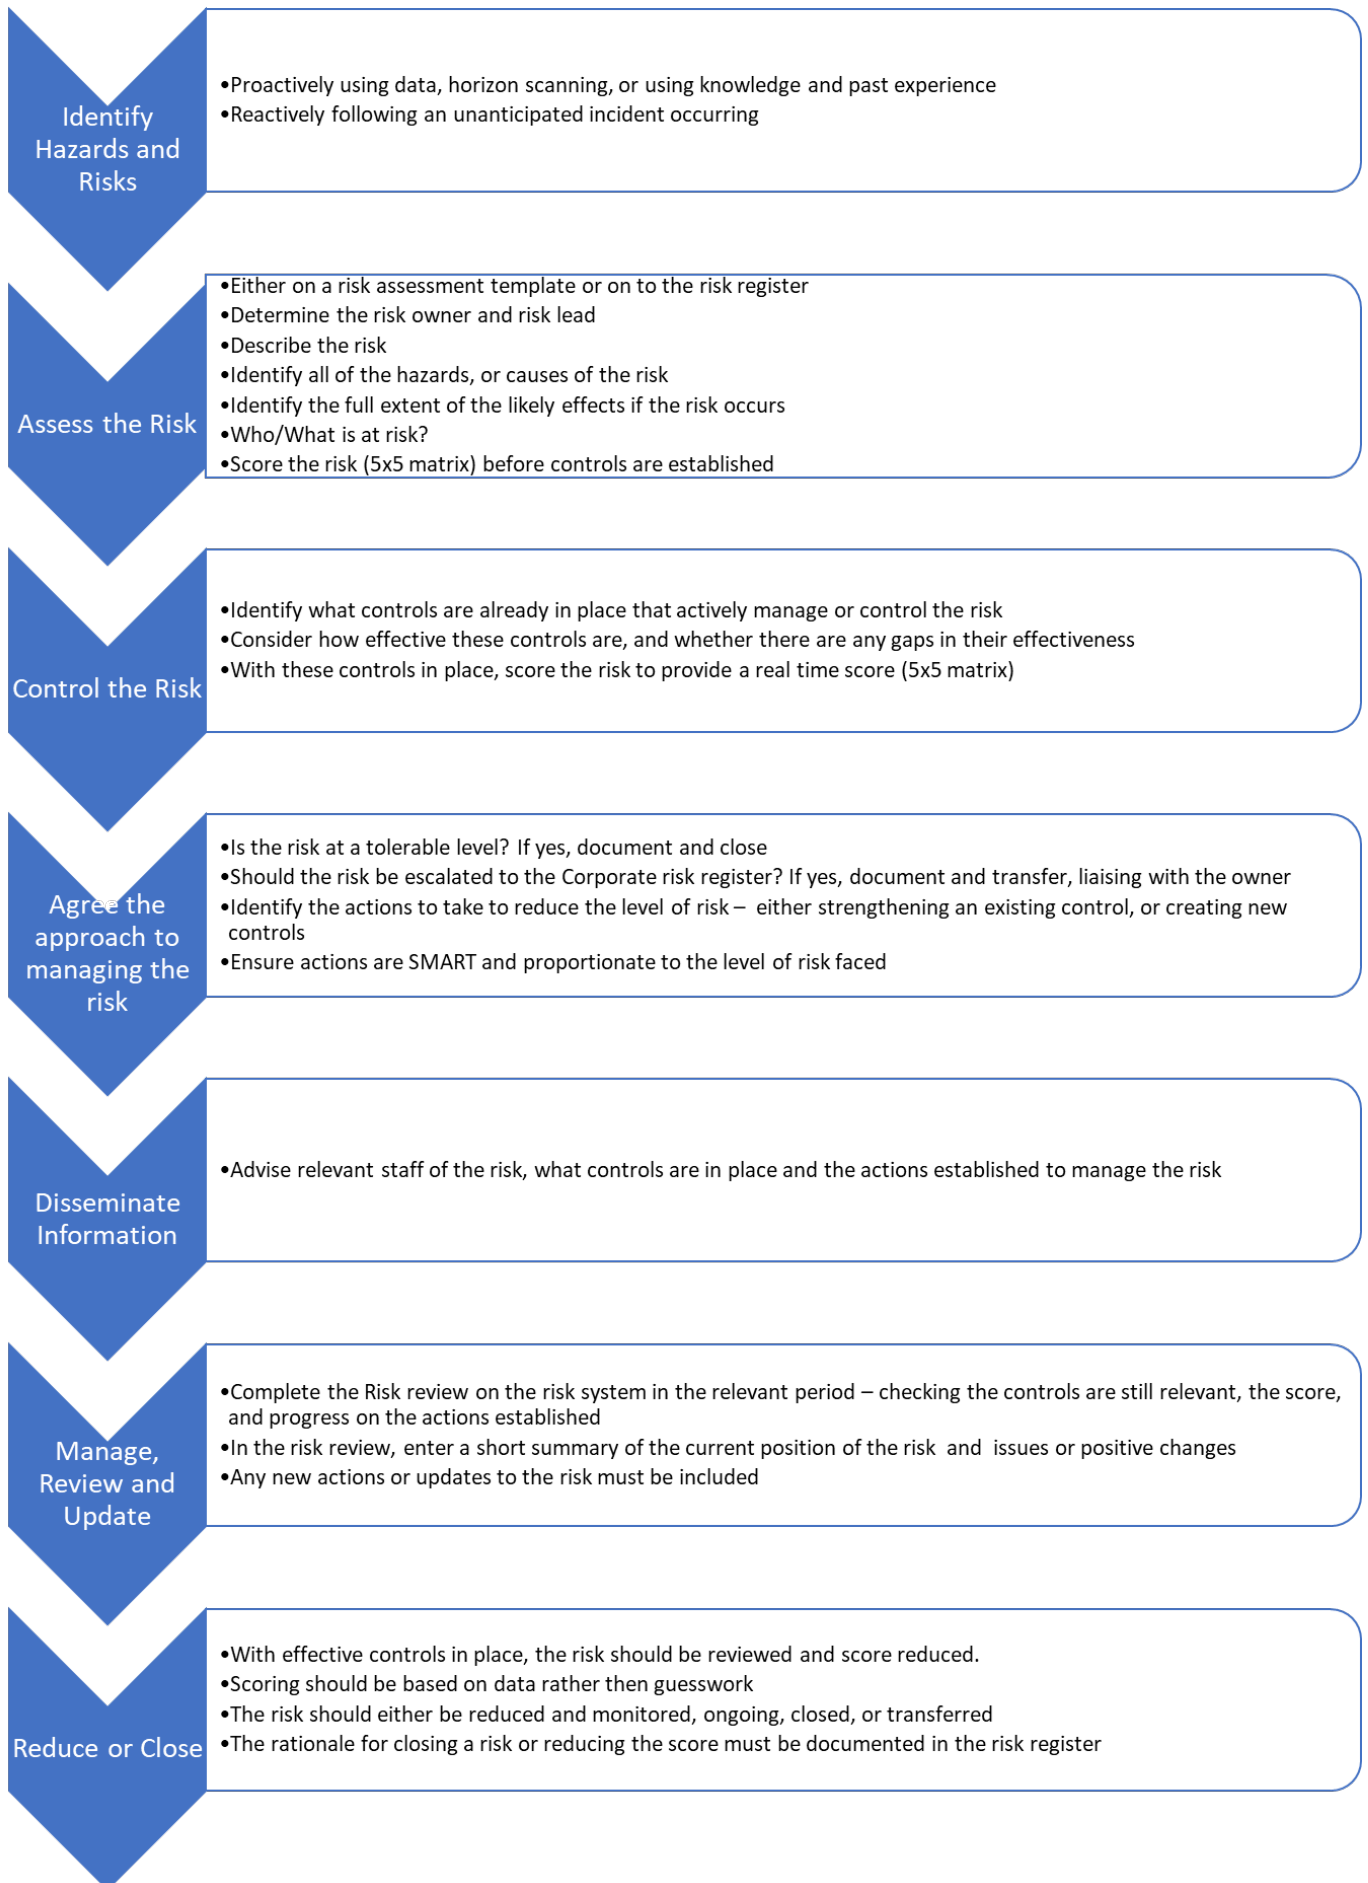 Identify
Hazards and
Risks
•Proactively using data, horizon scanning, or using knowledge and past experience
•Reactively following an unanticipated incident occurring
Assess the Risk
•Either on a risk assessment template or on to the risk register
•Determine the risk owner and risk lead
•Describe the risk
•Identify all of the hazards, or causes of the risk
•Identify the full extent of the likely effects if the risk occurs
•Who/What is at risk?
•Score the risk (5x5 matrix) before controls are established
Control the Risk
•Identify what controls are already in place that actively manage or control the risk
•Consider how effective these controls are, and whether there are any gaps in their effectiveness
•With these controls in place, score the risk to provide a real time score (5x5 matrix)
Agree the
approach to
managing the
risk
•Is the risk at a tolerable level? If yes, document and close
•Should the risk be escalated to the Corporate risk register? If yes, document and transfer, liaising with the owner
•Identify the actions to take to reduce the level of risk – either strengthening an existing control, or creating new
controls
•Ensure actions are SMART and proportionate to the level of risk faced
Disseminate
Information
•Advise relevant staff of the risk, what controls are in place and the actions established to manage the risk
Manage,
Review and
Update
•Complete the Risk review on the risk system in the relevant period – checking the controls are still relevant, the score,
and progress on the actions established
•In the risk review, enter a short summary of the current position of the risk and issues or positive changes
•Any new actions or updates to the risk must be included
Reduce or Close
•With effective controls in place, the risk should be reviewed and score reduced.
•Scoring should be based on data rather then guesswork
•The risk should either be reduced and monitored, ongoing, closed, or transferred
•The rationale for closing a risk or reducing the score must be documented in the risk register